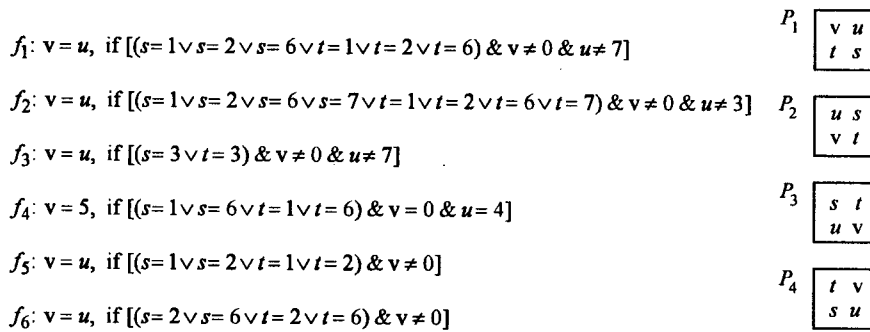 f₁: v = u, if [(s= 1∨s= 2∨s= 6∨t= 1∨t= 2∨t= 6) & v≠ 0 & u≠ 7]
f₂: v = u, if [(s= 1∨s= 2∨s= 6∨s= 7∨t= 1∨t= 2∨t= 6∨t= 7) & v≠ 0 & u≠ 3]
f₃: v = u, if [(s= 3∨t= 3) & v≠ 0 & u≠ 7]
f₄: v = 5, if [(s= 1∨s= 6∨t= 1∨t= 6) & v= 0 & u= 4]
f₅: v = u, if [(s= 1∨s= 2∨t= 1∨t= 2) & v≠ 0]
f₆: v = u, if [(s= 2∨s= 6∨t= 2∨t= 6) & v≠ 0]
P₁
v u
t s
P₂
u s
v t
P₃
s t
u v
P₄
t v
s u